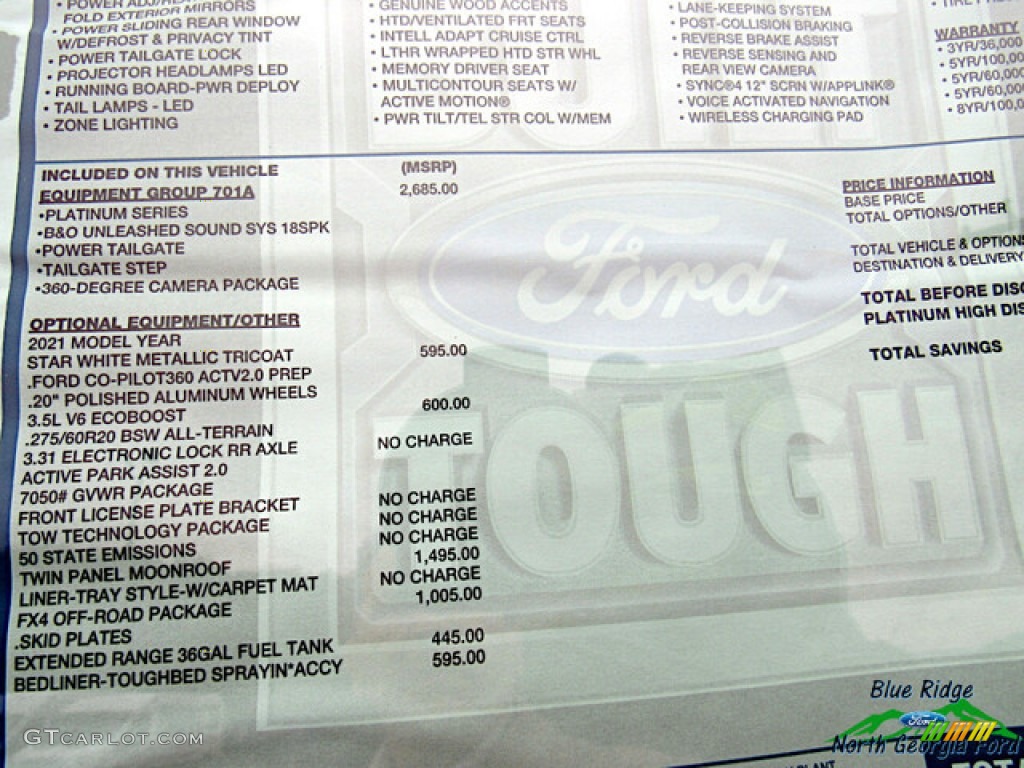 • POWER
FOLD EXTERIOR MIRRORS
• POWER SLIDING REAR WINDOW
W/DEFROST & PRIVACY TINT
• POWER TAILGATE LOCK
• PROJECTOR HEADLAMPS LED
• RUNNING BOARD-PWR DEPLOY
• TAIL LAMPS - LED
• ZONE LIGHTING
• GENUINE WOOD ACCENTS
• HTD/VENTILATED FRT SEATS
• INTELL ADAPT CRUISE CTRL
• LTHR WRAPPED HTD STR WHL
• MEMORY DRIVER SEAT
• MULTICONTOUR SEATS W/
ACTIVE MOTION®
• PWR TILT/TEL STR COL W/MEM
• LANE-KEEPING SYSTEM
• POST-COLLISION BRAKING
• REVERSE BRAKE ASSIST
• REVERSE SENSING AND
REAR VIEW CAMERA
• SYNC®4 12" SCRN W/APPLINK®
• VOICE ACTIVATED NAVIGATION
• WIRELESS CHARGING PAD
WARRANTY
• 3YR/36,000
• 5YR/100,00
• 5YR/60,000
• 5YR/60,00
• 8YR/100,0
INCLUDED ON THIS VEHICLE (MSRP)
EQUIPMENT GROUP 701A 2,685.00
•PLATINUM SERIES
•B&O UNLEASHED SOUND SYS 18SPK
•POWER TAILGATE
•TAILGATE STEP
•360-DEGREE CAMERA PACKAGE
OPTIONAL EQUIPMENT/OTHER
2021 MODEL YEAR
STAR WHITE METALLIC TRICOAT 595.00
.FORD CO-PILOT360 ACTV2.0 PREP
.20" POLISHED ALUMINUM WHEELS
3.5L V6 ECOBOOST 600.00
.275/60R20 BSW ALL-TERRAIN
3.31 ELECTRONIC LOCK RR AXLE NO CHARGE
ACTIVE PARK ASSIST 2.0
7050# GVWR PACKAGE
FRONT LICENSE PLATE BRACKET NO CHARGE
TOW TECHNOLOGY PACKAGE NO CHARGE
50 STATE EMISSIONS NO CHARGE
TWIN PANEL MOONROOF 1,495.00
LINER-TRAY STYLE-W/CARPET MAT NO CHARGE
FX4 OFF-ROAD PACKAGE 1,005.00
.SKID PLATES
EXTENDED RANGE 36GAL FUEL TANK 445.00
BEDLINER-TOUGHBED SPRAYIN*ACCY 595.00
PRICE INFORMATION
BASE PRICE
TOTAL OPTIONS/OTHER
TOTAL VEHICLE & OPTION
DESTINATION & DELIVERY
TOTAL BEFORE DISC
PLATINUM HIGH DIS
TOTAL SAVINGS
Ford
TOUGH
GTCARLOT.COM
Blue Ridge
Ford
North Georgia Ford
PLANT